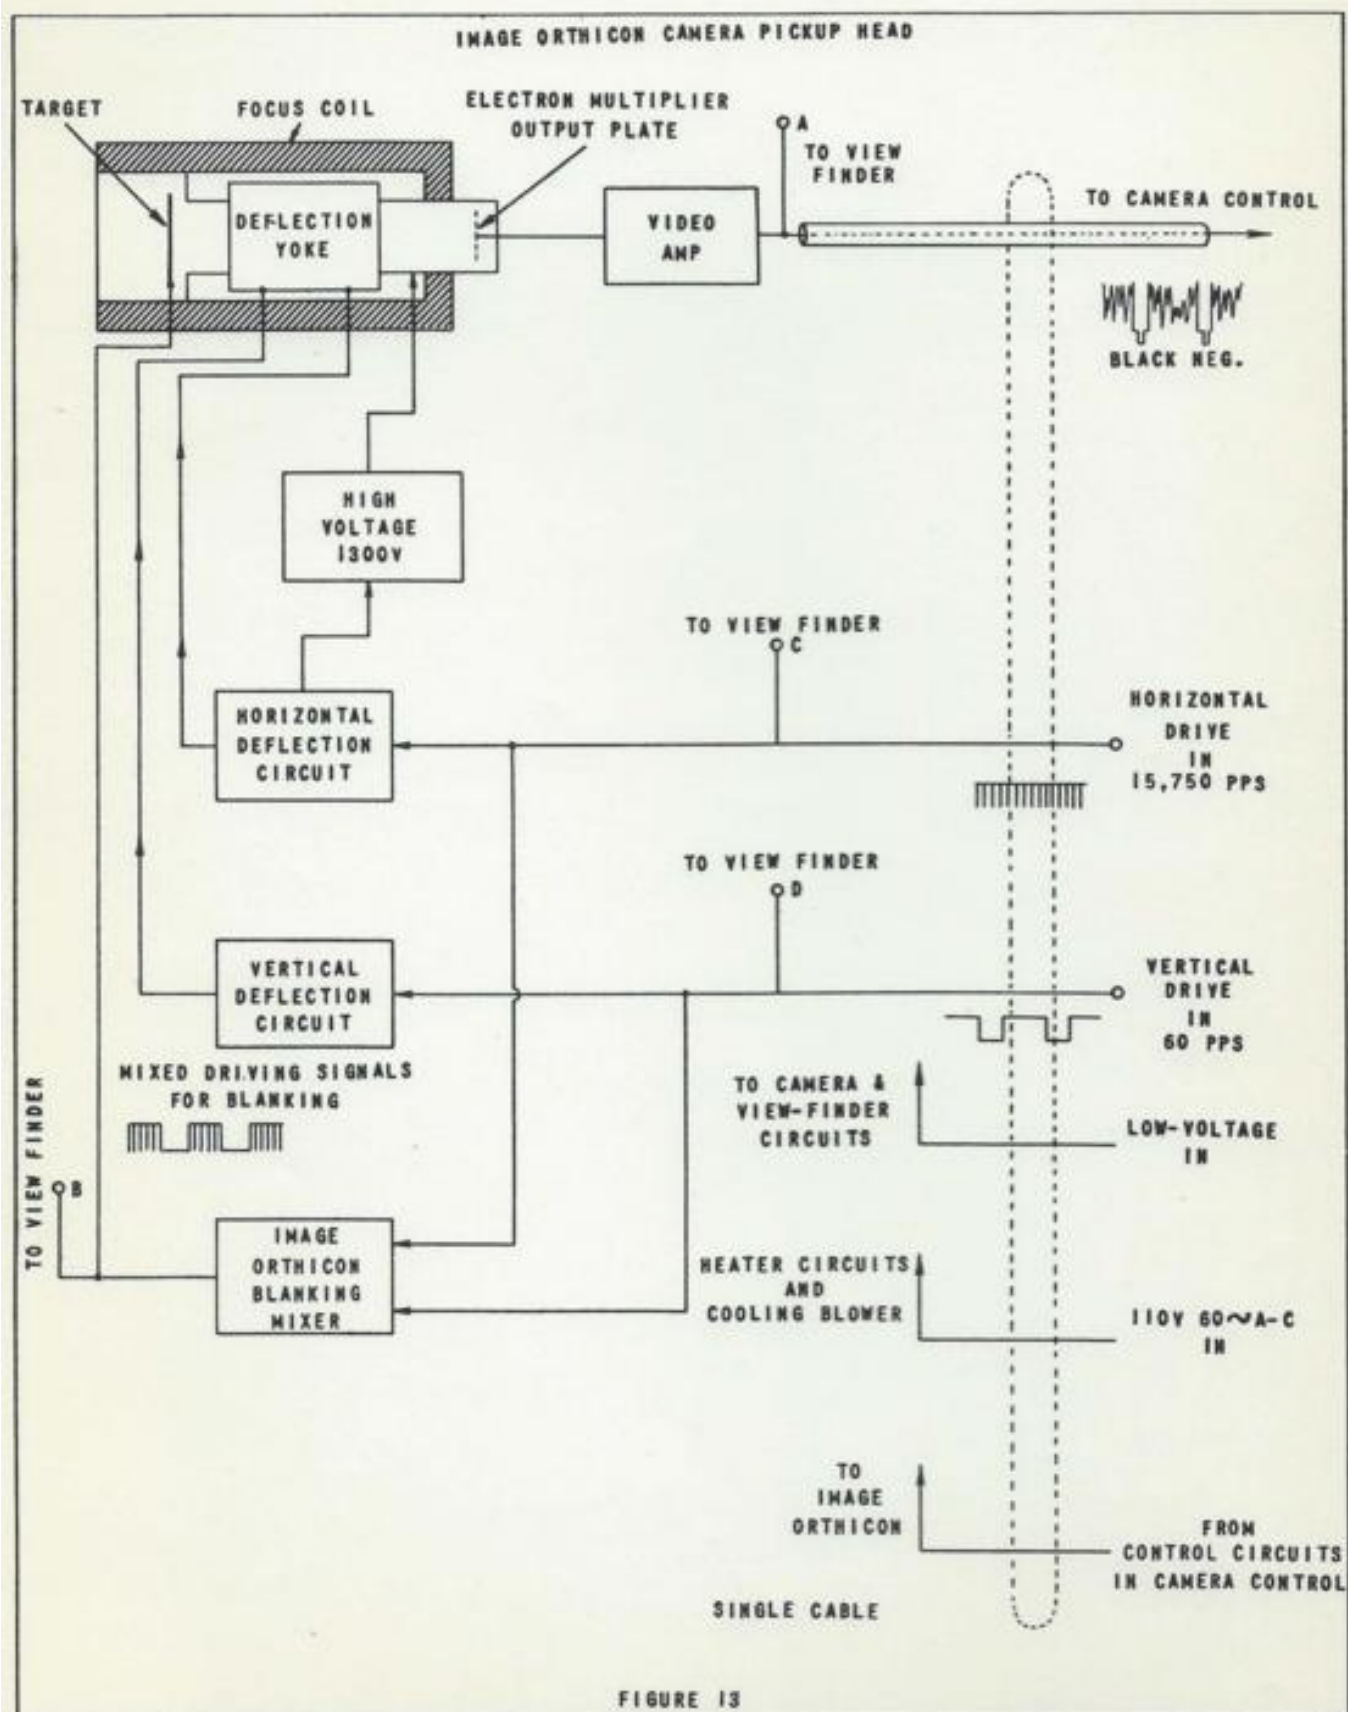 IMAGE ORTHICON CAMERA PICKUP HEAD
TARGET
FOCUS COIL
ELECTRON MULTIPLIER
OUTPUT PLATE
A
TO VIEW
FINDER
DEFLECTION
YOKE
VIDEO
AMP
TO CAMERA CONTROL
BLACK NEG.
HIGH
VOLTAGE
1300V
TO VIEW FINDER
C
HORIZONTAL
DEFLECTION
CIRCUIT
HORIZONTAL
DRIVE
IN
15,750 PPS
TO VIEW FINDER
D
VERTICAL
DEFLECTION
CIRCUIT
VERTICAL
DRIVE
IN
60 PPS
MIXED DRIVING SIGNALS
FOR BLANKING
TO CAMERA &
VIEW-FINDER
CIRCUITS
LOW-VOLTAGE
IN
TO VIEW FINDER
B
IMAGE
ORTHICON
BLANKING
MIXER
HEATER CIRCUITS
AND
COOLING BLOWER
110V 60~A-C
IN
TO
IMAGE
ORTHICON
FROM
CONTROL CIRCUITS
IN CAMERA CONTROL
SINGLE CABLE
FIGURE 13